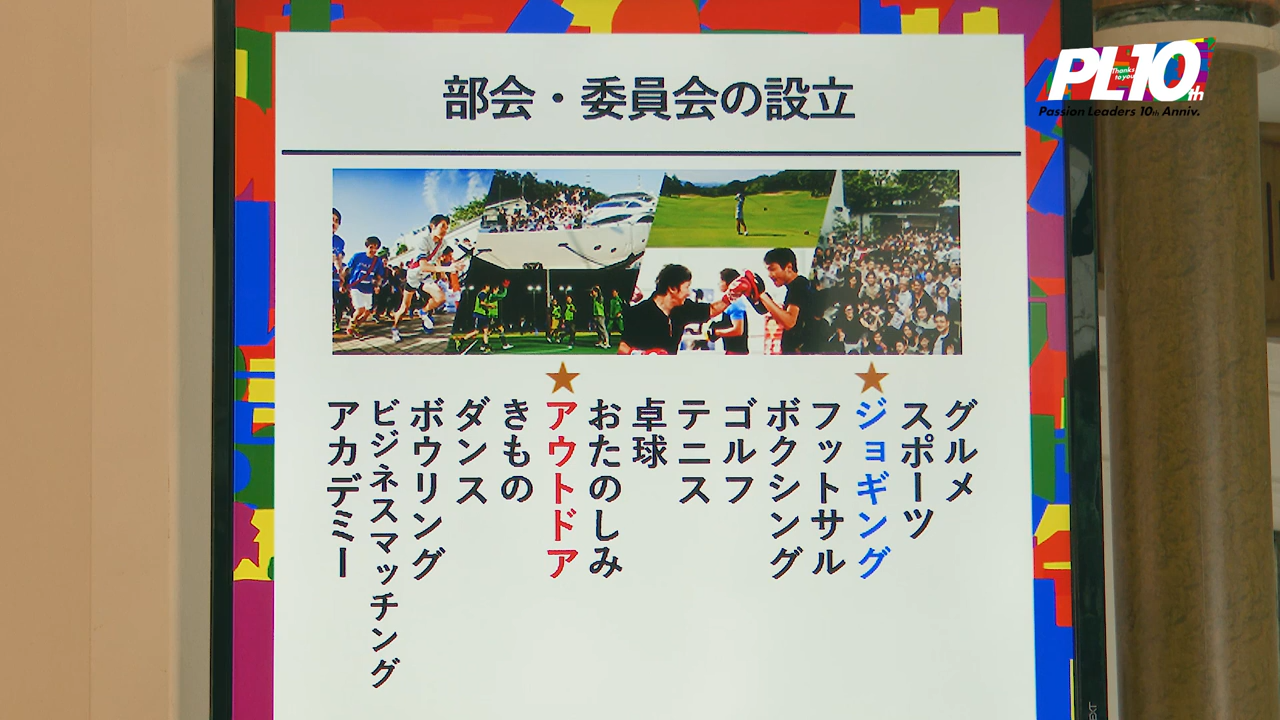 部会・委員会の設立
グルメ
スポーツ
ジョギング
フットサル
ボクシング
ゴルフ
テニス
卓球
おたのしみ
アウトドア
きもの
ダンス
ボウリング
ビジネスマッチング
アカデミー
PL10th
Thanks to you
Passion Leaders 10th Anniv.